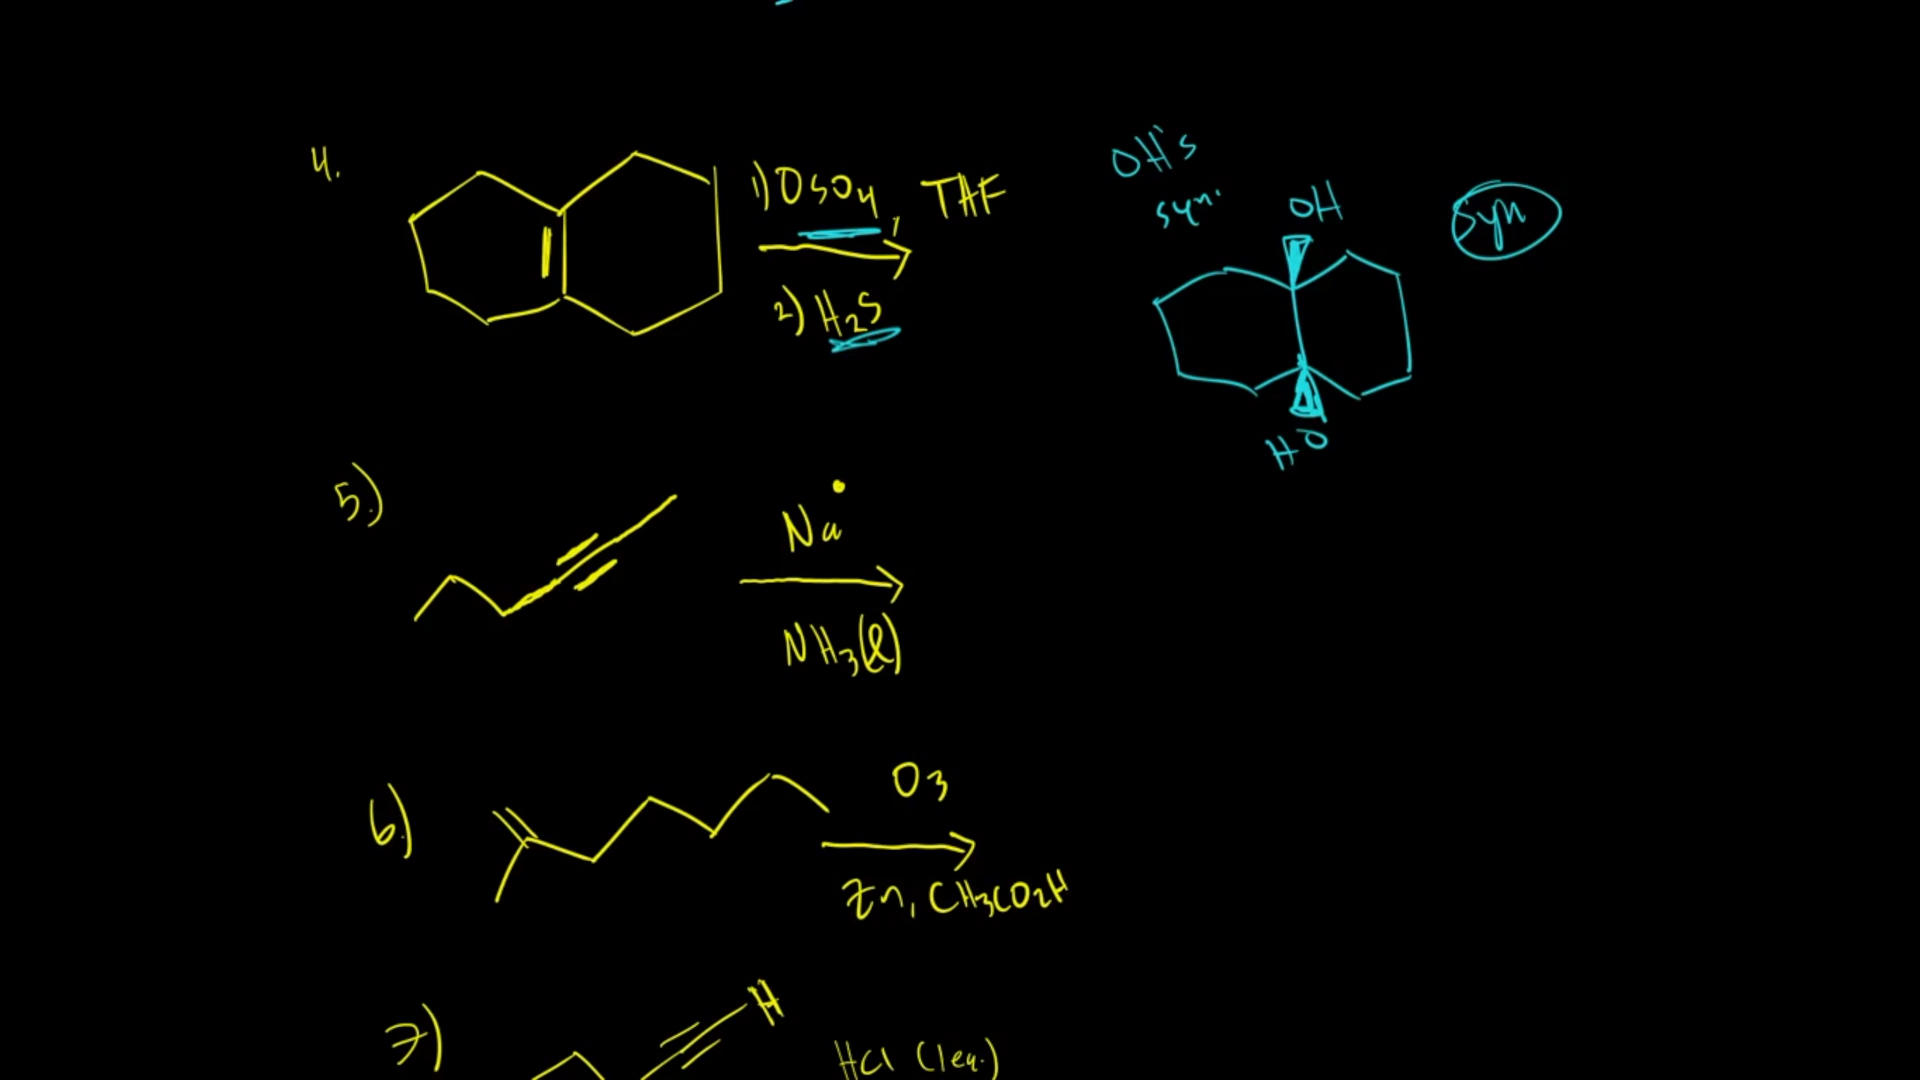 4.
1) OsO4, THF
2) H2S
OH's
syn.
OH
HO
syn
5.)
Na•
NH3(l)
6.)
O3
Zn, CH3CO2H
7)
H
HCl (1eq.)